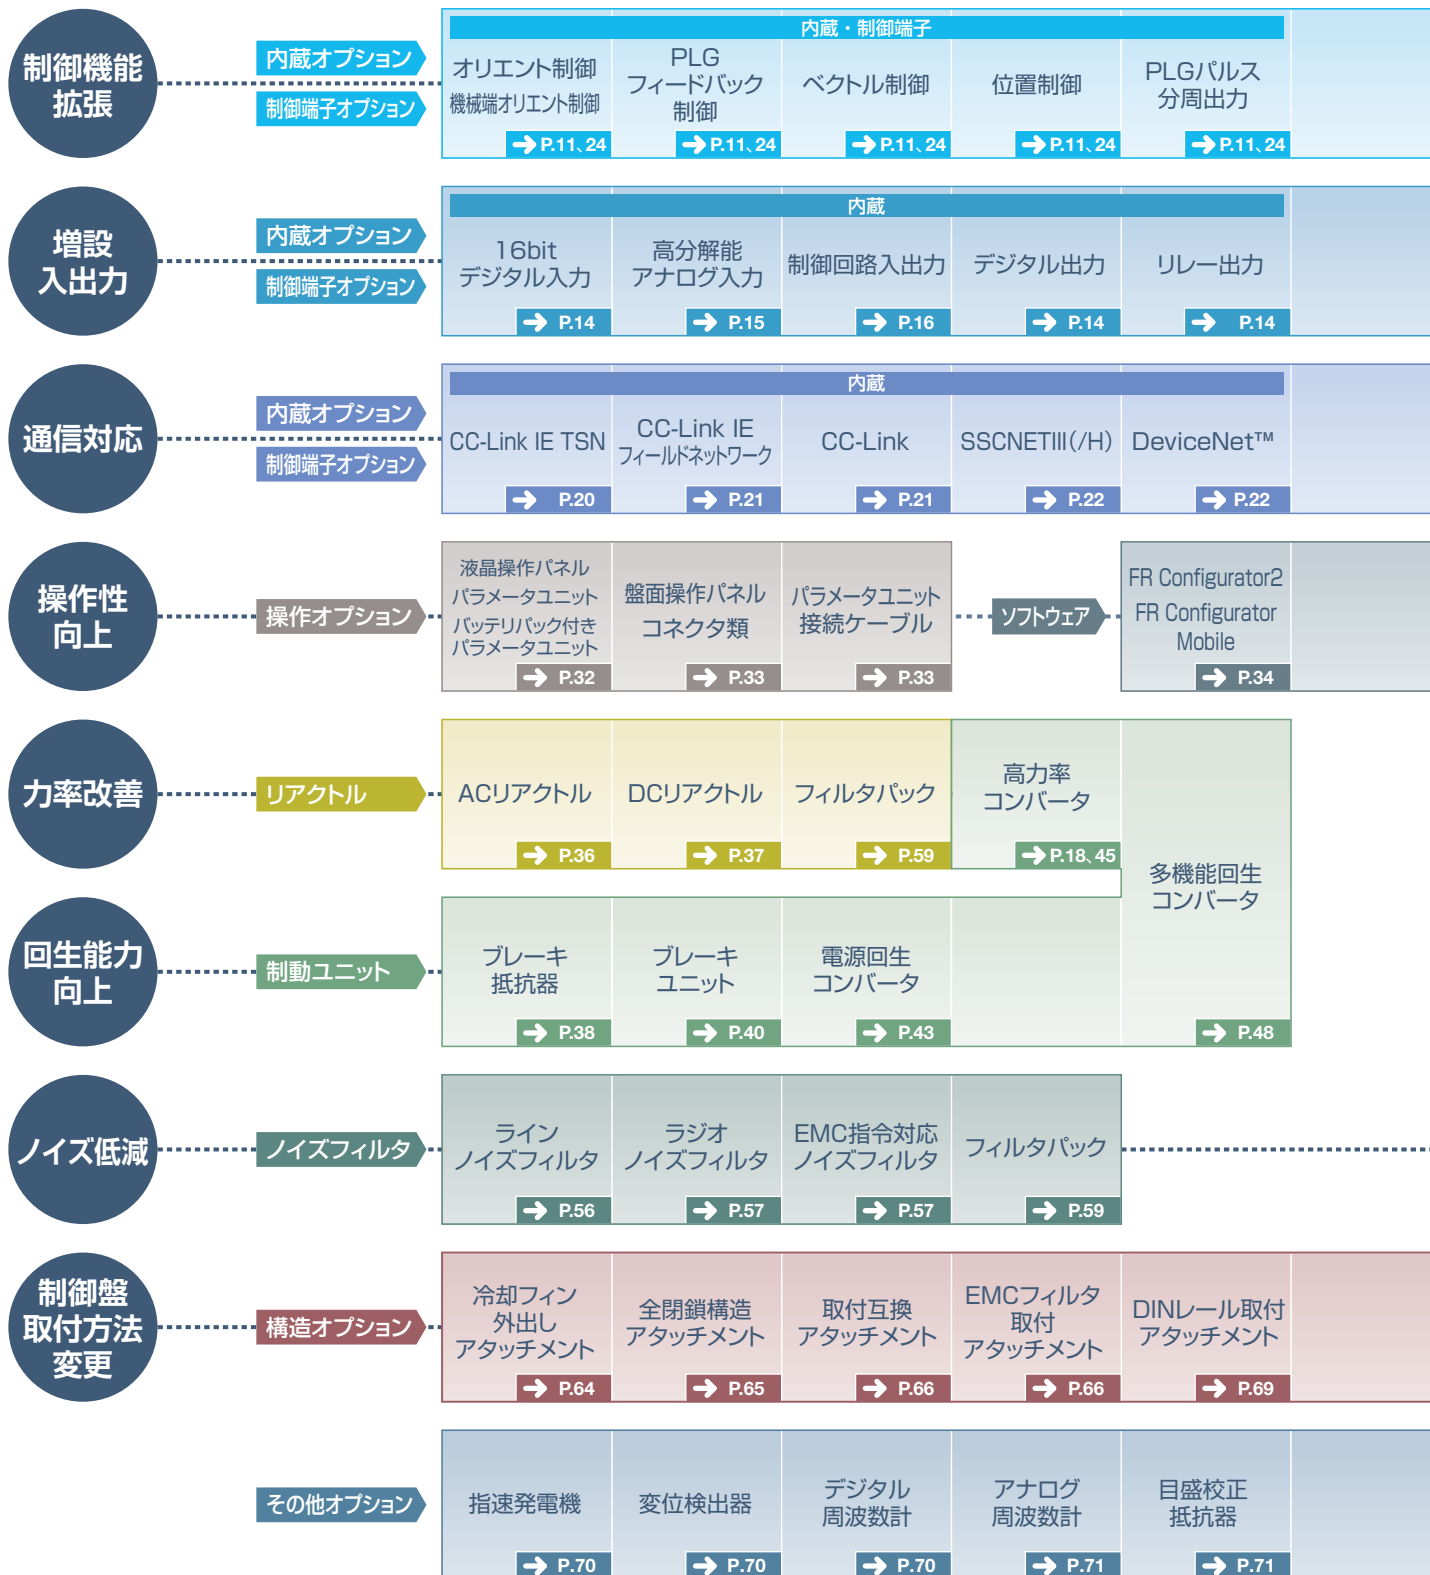 制御機能
拡張
内蔵オプション
制御端子オプション
内蔵・制御端子
オリエント制御
機械端オリエント制御
P.11、24
PLG
フィードバック
制御
P.11、24
ベクトル制御
P.11、24
位置制御
P.11、24
PLGパルス
分周出力
P.11、24
増設
入出力
内蔵オプション
制御端子オプション
内蔵
16bit
デジタル入力
P.14
高分解能
アナログ入力
P.15
制御回路入出力
P.16
デジタル出力
P.14
リレー出力
P.14
通信対応
内蔵オプション
制御端子オプション
内蔵
CC-Link IE TSN
P.20
CC-Link IE
フィールドネットワーク
P.21
CC-Link
P.21
SSCNETIII(/H)
P.22
DeviceNet™
P.22
操作性
向上
操作オプション
液晶操作パネル
パラメータユニット
バッテリパック付き
パラメータユニット
P.32
盤面操作パネル
コネクタ類
P.33
パラメータユニット
接続ケーブル
P.33
ソフトウェア
FR Configurator2
FR Configurator
Mobile
P.34
力率改善
リアクトル
ACリアクトル
P.36
DCリアクトル
P.37
フィルタパック
P.59
高力率
コンバータ
P.18、45
多機能回生
コンバータ
P.48
回生能力
向上
制動ユニット
ブレーキ
抵抗器
P.38
ブレーキ
ユニット
P.40
電源回生
コンバータ
P.43
ノイズ低減
ノイズフィルタ
ライン
ノイズフィルタ
P.56
ラジオ
ノイズフィルタ
P.57
EMC指令対応
ノイズフィルタ
P.57
フィルタパック
P.59
制御盤
取付方法
変更
構造オプション
冷却フィン
外出し
アタッチメント
P.64
全閉鎖構造
アタッチメント
P.65
取付互換
アタッチメント
P.66
EMCフィルタ
取付
アタッチメント
P.66
DINレール取付
アタッチメント
P.69
その他オプション
指速発電機
P.70
変位検出器
P.70
デジタル
周波数計
P.70
アナログ
周波数計
P.71
目盛校正
抵抗器
P.71